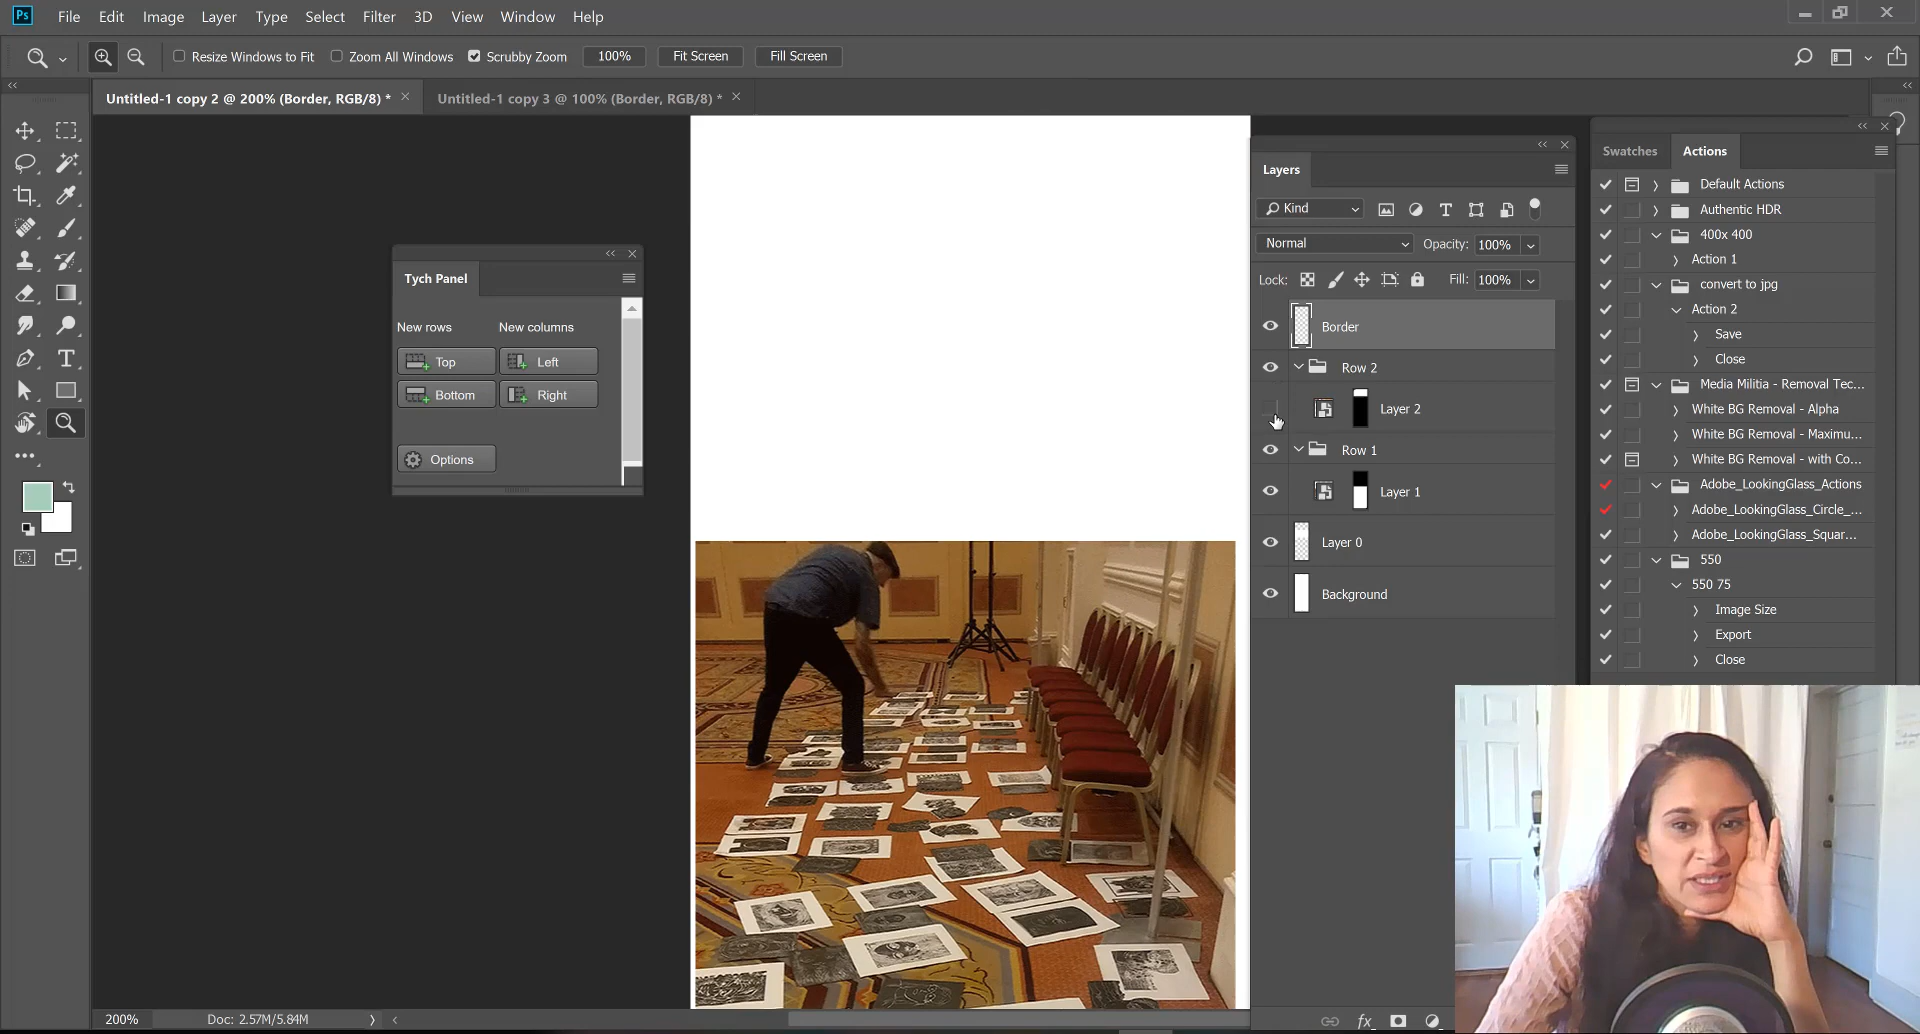 Ps File Edit Image Layer Type Select Filter 3D View Window Help
Resize Windows to Fit Zoom All Windows Scrubby Zoom 100% Fit Screen Fill Screen
Untitled-1 copy 2 @ 200% (Border, RGB/8) * Untitled-1 copy 3 @ 100% (Border, RGB/8) *
Tych Panel
New rows New columns
Top Left
Bottom Right
Options
Layers
Kind
Normal Opacity: 100%
Lock: Fill: 100%
Border
Row 2
Layer 2
Row 1
Layer 1
Layer 0
Background
Swatches Actions
Default Actions
Authentic HDR
400x 400
Action 1
convert to jpg
Action 2
Save
Close
Media Militia - Removal Tec...
White BG Removal - Alpha
White BG Removal - Maximu...
White BG Removal - with Co...
Adobe_LookingGlass_Actions
Adobe_LookingGlass_Circle_...
Adobe_LookingGlass_Squar...
550
550 75
Image Size
Export
Close
200% Doc: 2.57M/5.84M
fx